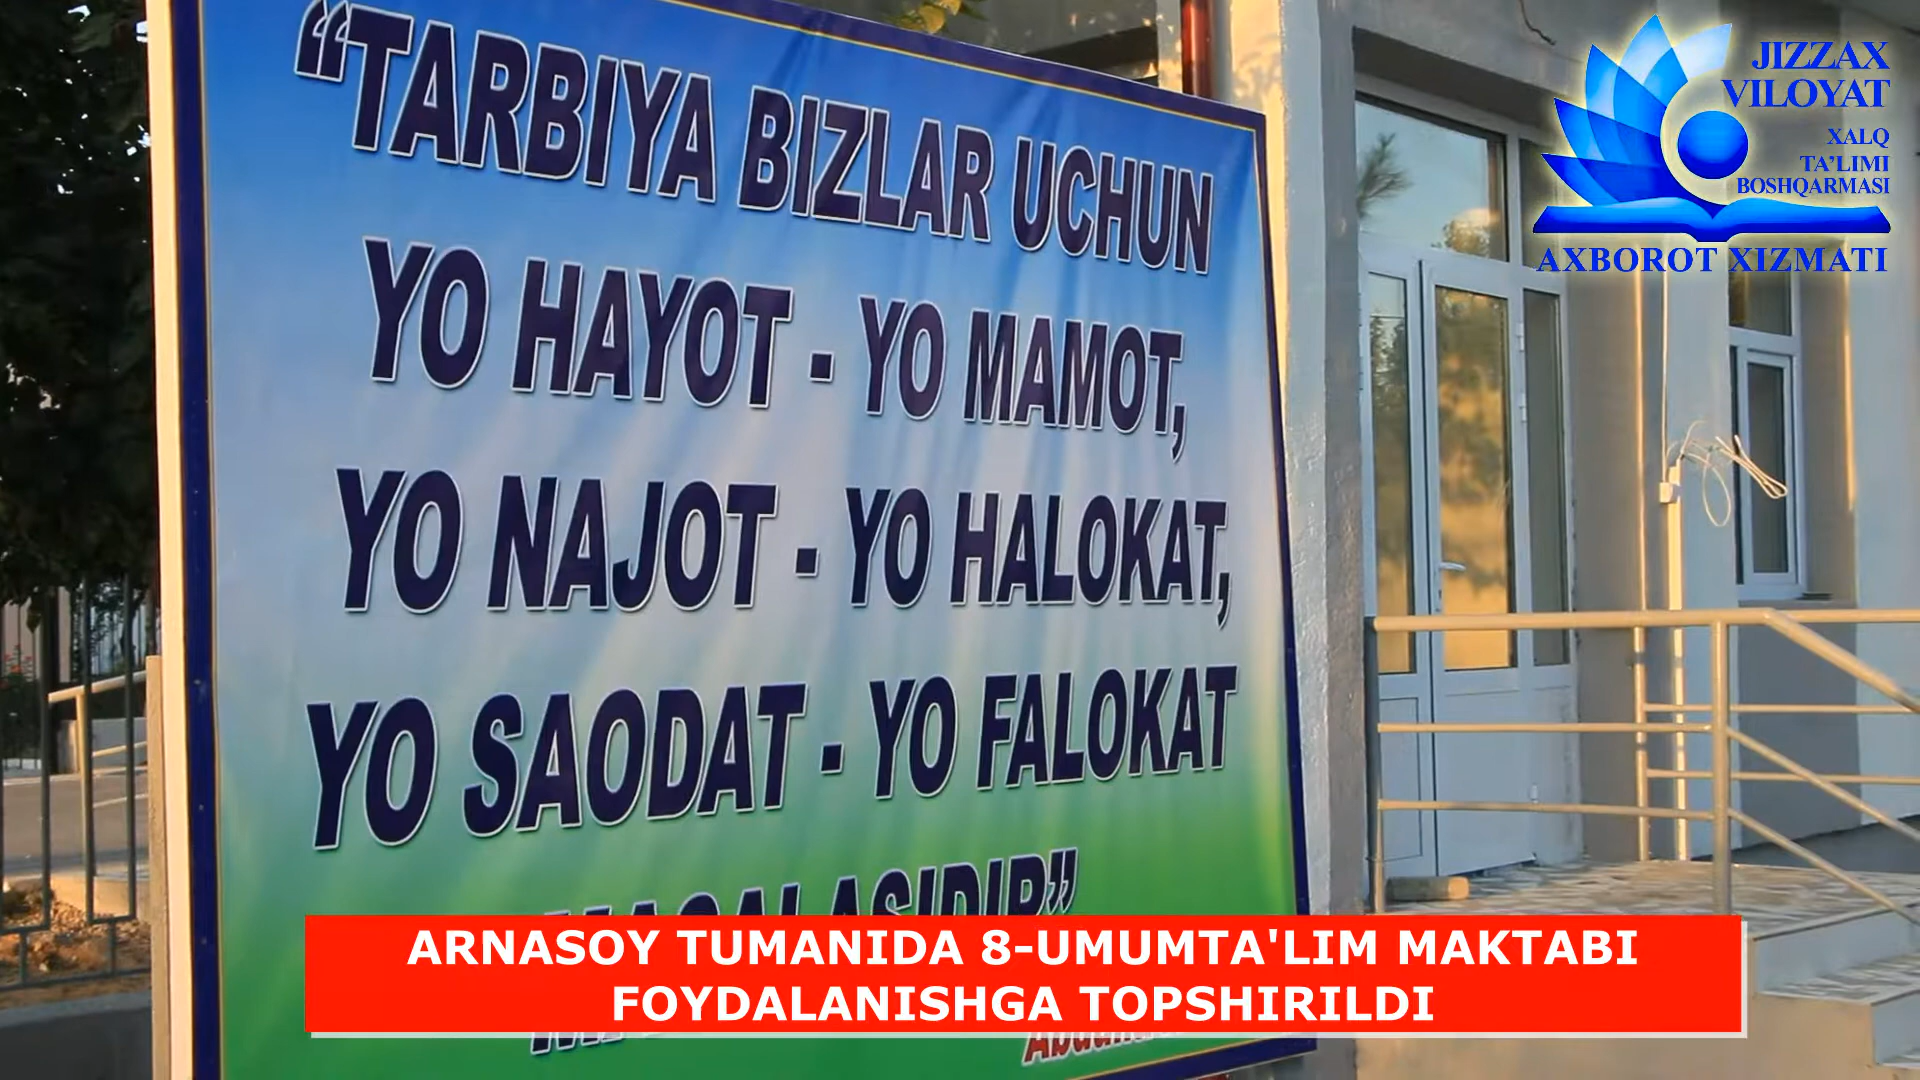 “TARBIYA BIZLAR UCHUN
YO HAYOT - YO MAMOT,
YO NAJOT - YO HALOKAT,
YO SAODAT - YO FALOKAT
MASALASIDIR”
JIZZAX
VILOYAT
XALQ
TA'LIMI
BOSHQARMASI
AXBOROT XIZMATI
ARNASOY TUMANIDA 8-UMUMTA'LIM MAKTABI
FOYDALANISHGA TOPSHIRILDI